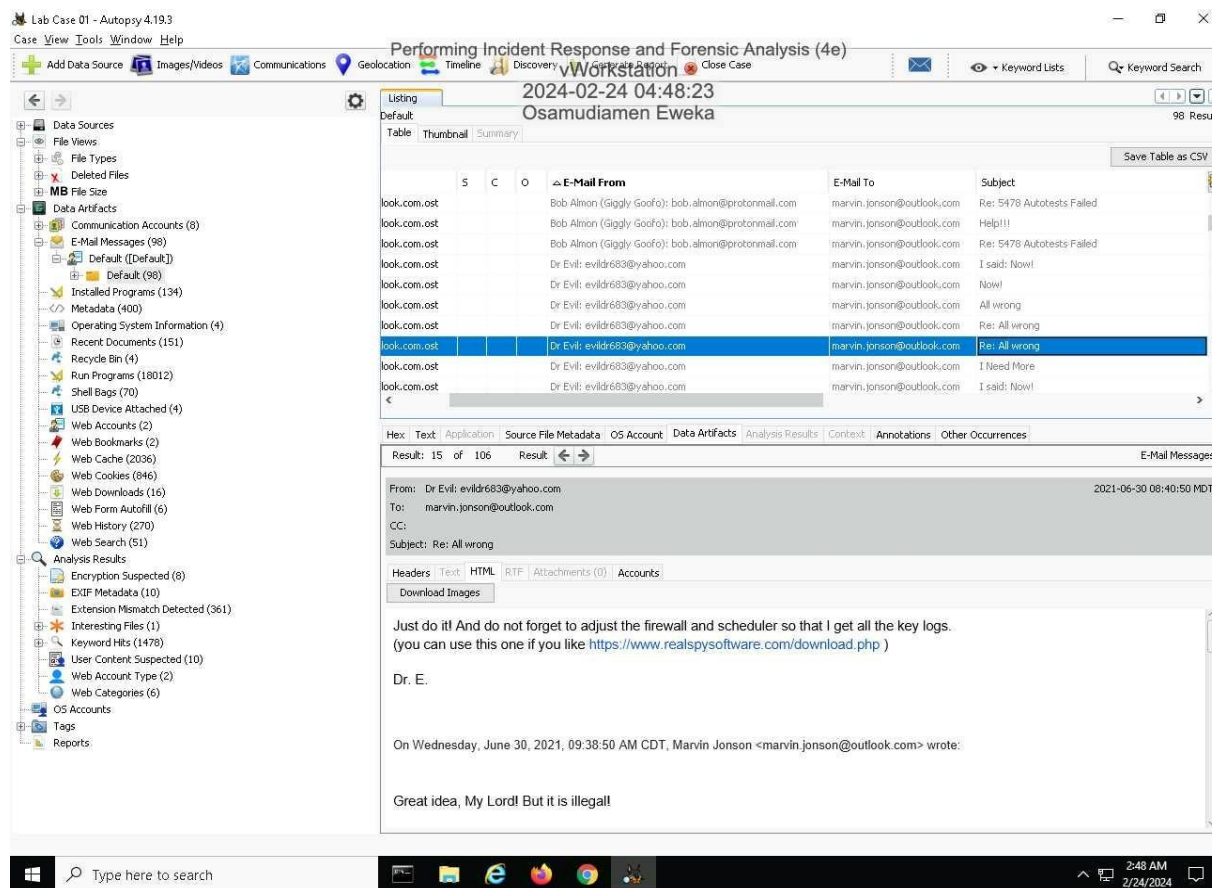 Lab Case 01 - Autopsy 4.19.3
Case View Tools Window Help
Performing Incident Response and Forensic Analysis (4e)
vWorkstation
2024-02-24 04:48:23
Osamudiamen Eweka
Add Data Source Images/Videos Communications Geolocation Timeline Discovery Generate Report Close Case Keyword Lists Keyword Search
Data Sources
File Views
File Types
Deleted Files
MB File Size
Data Artifacts
Communication Accounts (8)
E-Mail Messages (98)
Default ([Default])
Default (98)
Installed Programs (134)
Metadata (400)
Operating System Information (4)
Recent Documents (151)
Recycle Bin (4)
Run Programs (18012)
Shell Bags (70)
USB Device Attached (4)
Web Accounts (2)
Web Bookmarks (2)
Web Cache (2036)
Web Cookies (846)
Web Downloads (16)
Web Form Autofill (6)
Web History (270)
Web Search (51)
Analysis Results
Encryption Suspected (8)
EXIF Metadata (10)
Extension Mismatch Detected (361)
Interesting Files (1)
Keyword Hits (1478)
User Content Suspected (10)
Web Account Type (2)
Web Categories (6)
OS Accounts
Tags
Reports
Listing
Default 98 Resu
Table Thumbnail Summary
Save Table as CSV
S C O E-Mail From E-Mail To Subject
look.com.ost Bob Almon (Giggly Goofo): bob.almon@protonmail.com marvin.jonson@outlook.com Re: 5478 Autotests Failed
look.com.ost Bob Almon (Giggly Goofo): bob.almon@protonmail.com marvin.jonson@outlook.com Help!!!
look.com.ost Bob Almon (Giggly Goofo): bob.almon@protonmail.com marvin.jonson@outlook.com Re: 5478 Autotests Failed
look.com.ost Dr Evil: evildr683@yahoo.com marvin.jonson@outlook.com I said: Now!
look.com.ost Dr Evil: evildr683@yahoo.com marvin.jonson@outlook.com Now!
look.com.ost Dr Evil: evildr683@yahoo.com marvin.jonson@outlook.com All wrong
look.com.ost Dr Evil: evildr683@yahoo.com marvin.jonson@outlook.com Re: All wrong
look.com.ost Dr Evil: evildr683@yahoo.com marvin.jonson@outlook.com Re: All wrong
look.com.ost Dr Evil: evildr683@yahoo.com marvin.jonson@outlook.com I Need More
look.com.ost Dr Evil: evildr683@yahoo.com marvin.jonson@outlook.com I said: Now!
Hex Text Application Source File Metadata OS Account Data Artifacts Analysis Results Context Annotations Other Occurrences
Result: 15 of 106 Result E-Mail Messages
From: Dr Evil: evildr683@yahoo.com 2021-06-30 08:40:50 MDT
To: marvin.jonson@outlook.com
CC:
Subject: Re: All wrong
Headers Text HTML RTF Attachments (0) Accounts
Download Images
Just do it! And do not forget to adjust the firewall and scheduler so that I get all the key logs.
(you can use this one if you like https://www.realspysoftware.com/download.php )
Dr. E.
On Wednesday, June 30, 2021, 09:38:50 AM CDT, Marvin Jonson <marvin.jonson@outlook.com> wrote:
Great idea, My Lord! But it is illegal!
Type here to search
2:48 AM
2/24/2024